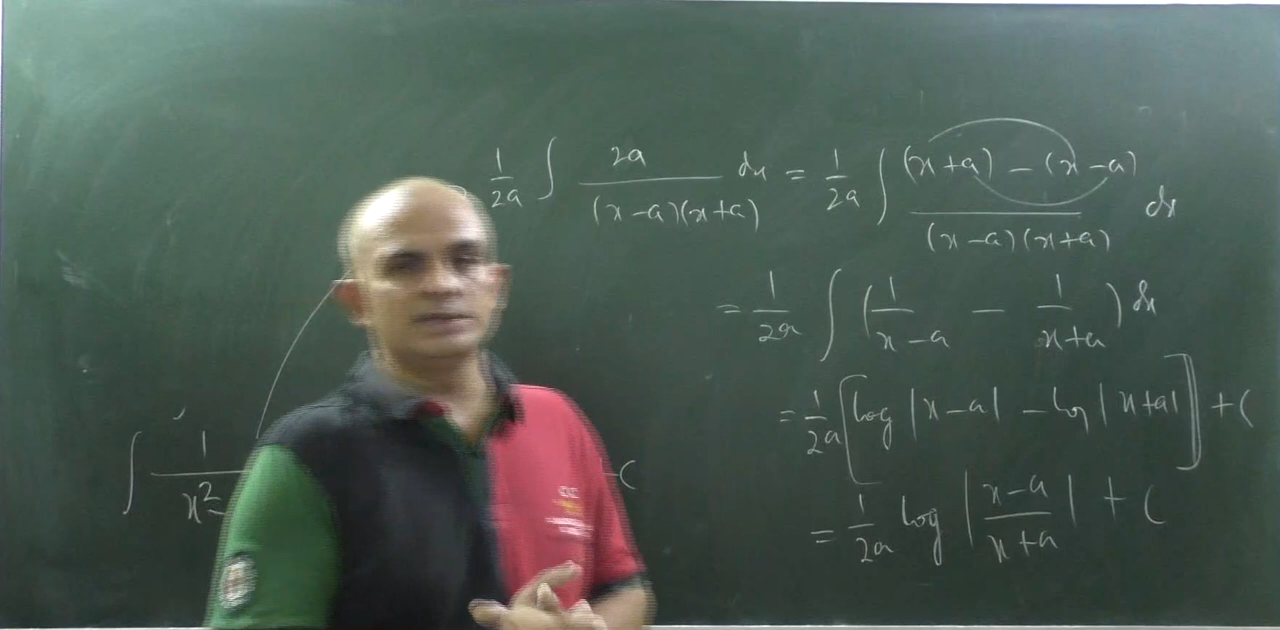 1/2a ∫ 2a/((x-a)(x+a)) dx = 1/2a ∫ ((x+a) - (x-a))/((x-a)(x+a)) dx
= 1/2a ∫ (1/(x-a) - 1/(x+a)) dx
= 1/2a [log |x-a| - log |x+a|] + C
= 1/2a log |(x-a)/(x+a)| + C
∫ 1/x² - C